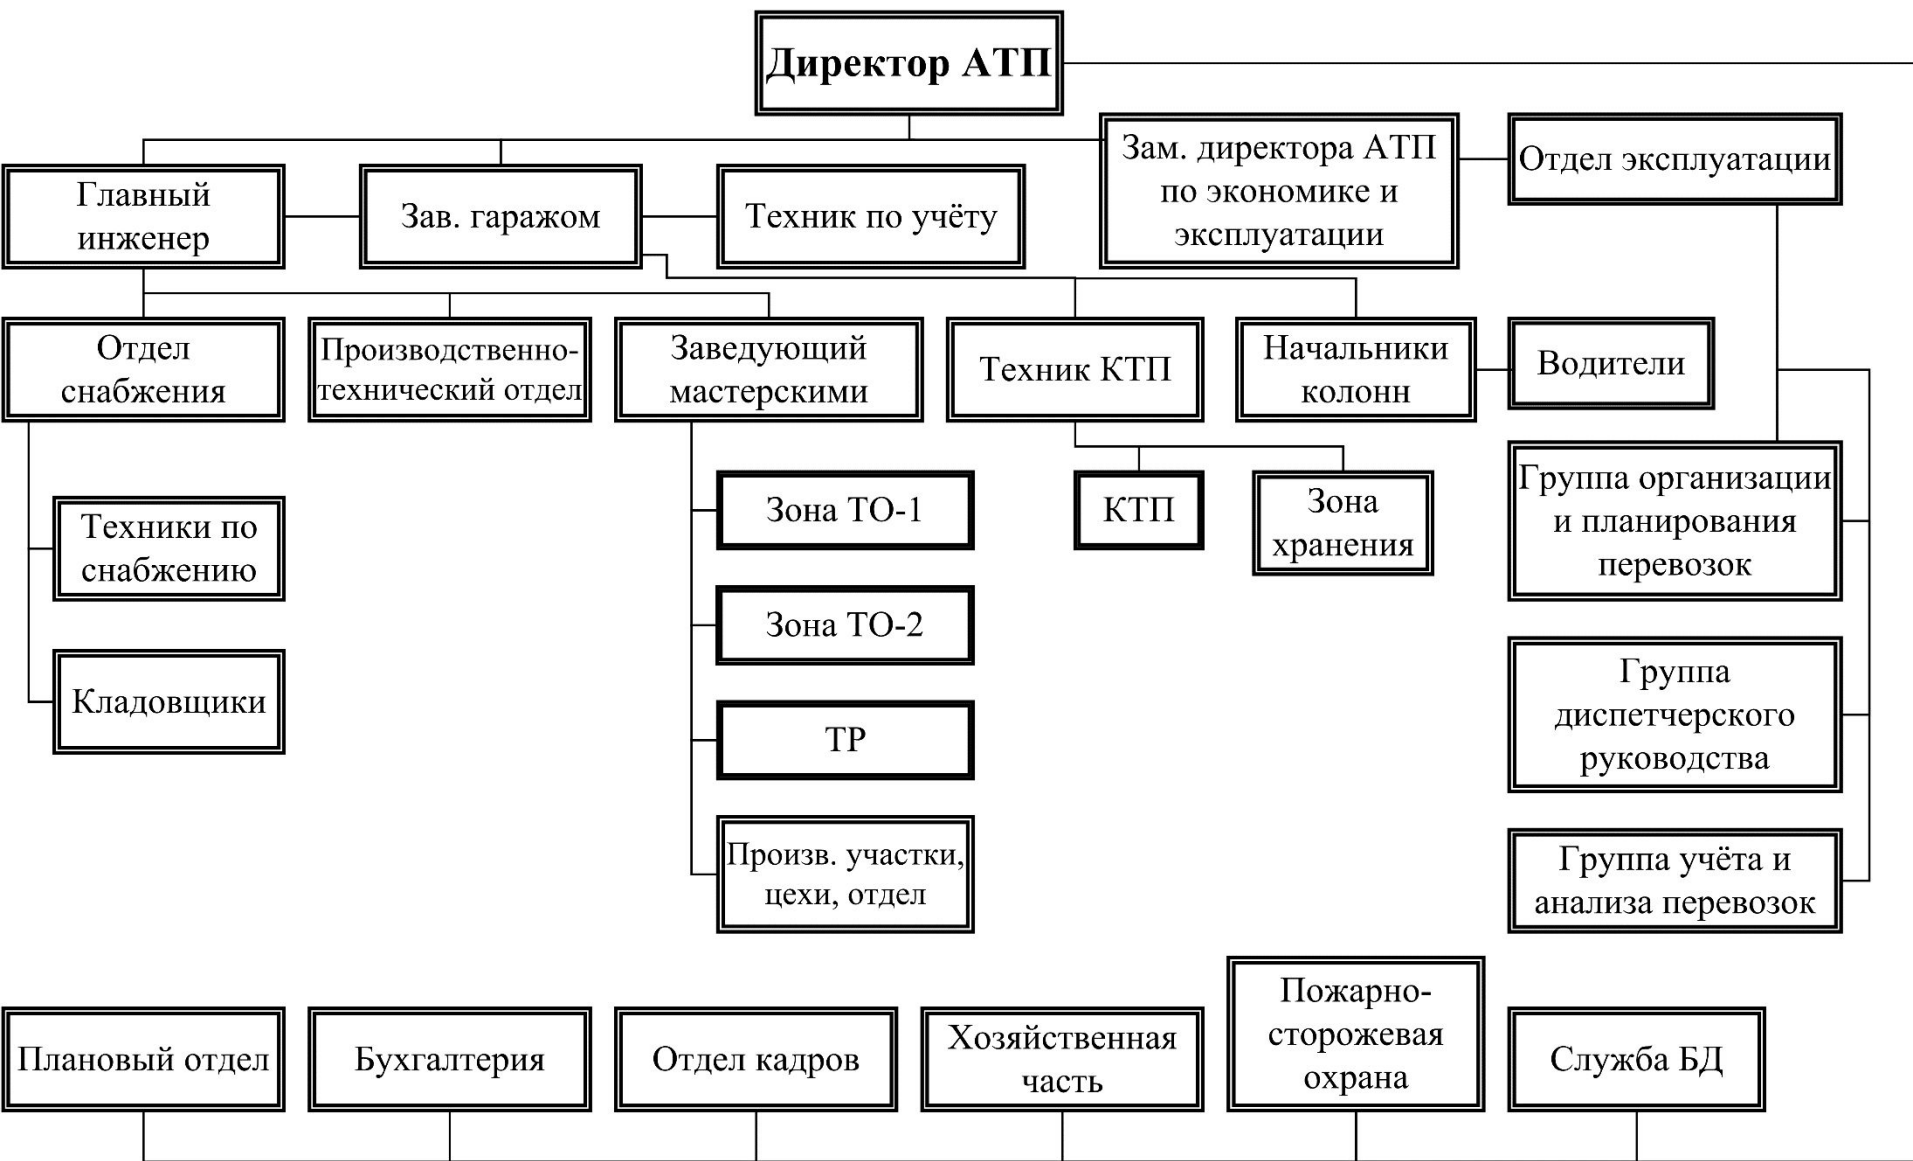 Директор АТП
Главный
инженер
Зав. гаражом
Техник по учёту
Зам. директора АТП
по экономике и
эксплуатации
Отдел эксплуатации
Отдел
снабжения
Производственно-
технический отдел
Заведующий
мастерскими
Техник КТП
Начальники
колонн
Водители
Техники по
снабжению
Кладовщики
Зона ТО-1
Зона ТО-2
ТР
Произв. участки,
цехи, отдел
КТП
Зона
хранения
Группа организации
и планирования
перевозок
Группа
диспетчерского
руководства
Группа учёта и
анализа перевозок
Плановый отдел
Бухгалтерия
Отдел кадров
Хозяйственная
часть
Пожарно-
сторожевая
охрана
Служба БД